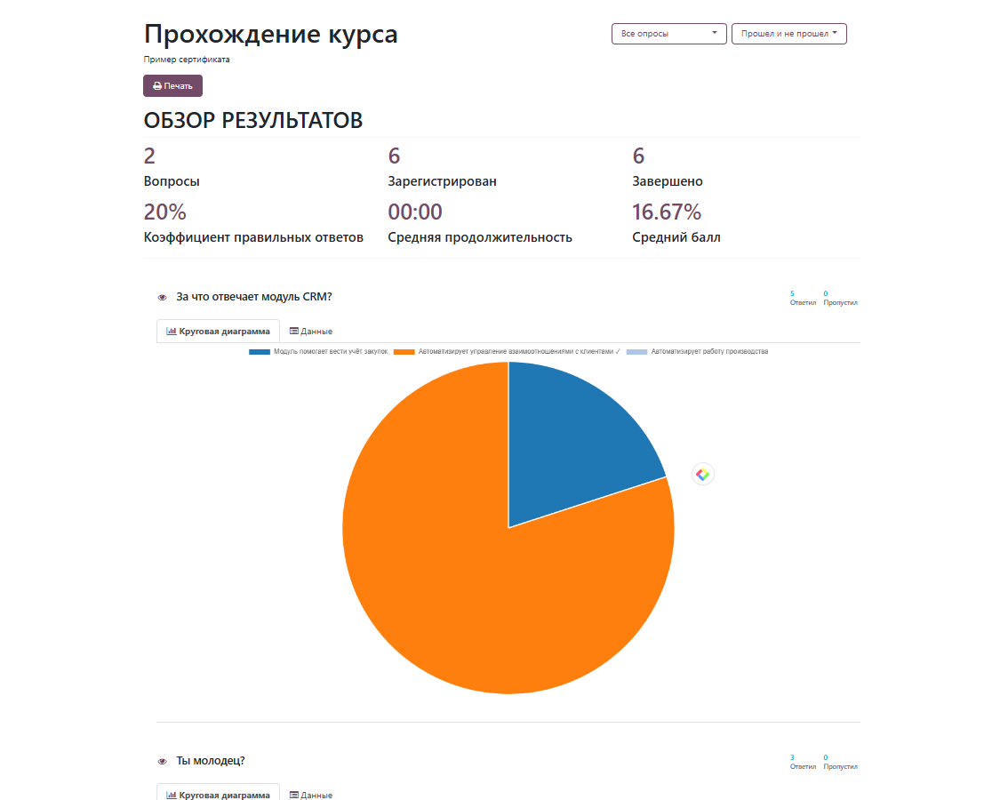 Прохождение курса
Все опросы
Прошел и не прошел
Пример сертификата
Печать
ОБЗОР РЕЗУЛЬТАТОВ
2
6
6
Вопросы
Зарегистрирован
Завершено
20%
00:00
16.67%
Коэффициент правильных ответов
Средняя продолжительность
Средний балл
За что отвечает модуль CRM?
5
0
Ответил
Пропустил
Круговая диаграмма
Данные
Модуль помогает вести учёт закупок
Автоматизирует управление взаимоотношениями с клиентами ✓
Автоматизирует работу производства
Ты молодец?
3
0
Ответил
Пропустил
Круговая диаграмма
Данные